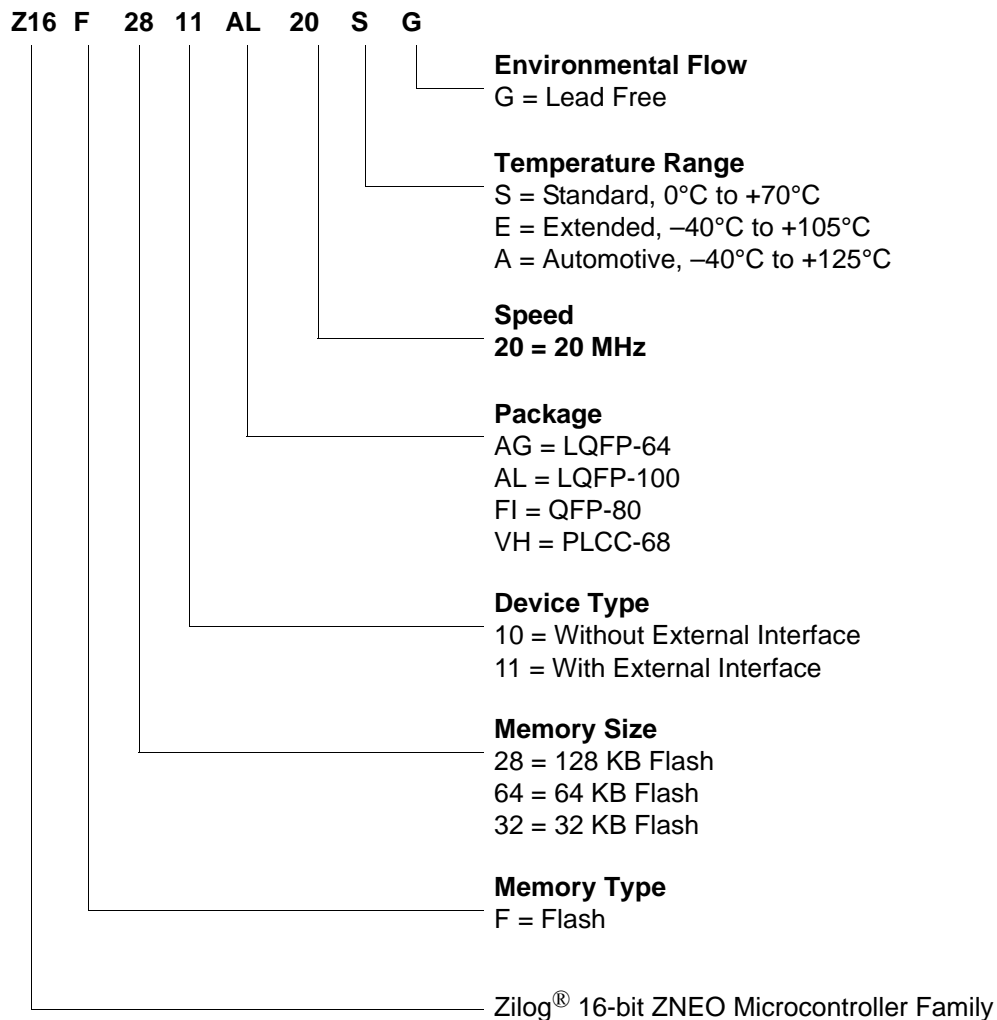 Z16 F 28 11 AL 20 S G
Environmental Flow
G = Lead Free
Temperature Range
S = Standard, 0°C to +70°C
E = Extended, –40°C to +105°C
A = Automotive, –40°C to +125°C
Speed
20 = 20 MHz
Package
AG = LQFP-64
AL = LQFP-100
FI = QFP-80
VH = PLCC-68
Device Type
10 = Without External Interface
11 = With External Interface
Memory Size
28 = 128 KB Flash
64 = 64 KB Flash
32 = 32 KB Flash
Memory Type
F = Flash
Zilog® 16-bit ZNEO Microcontroller Family